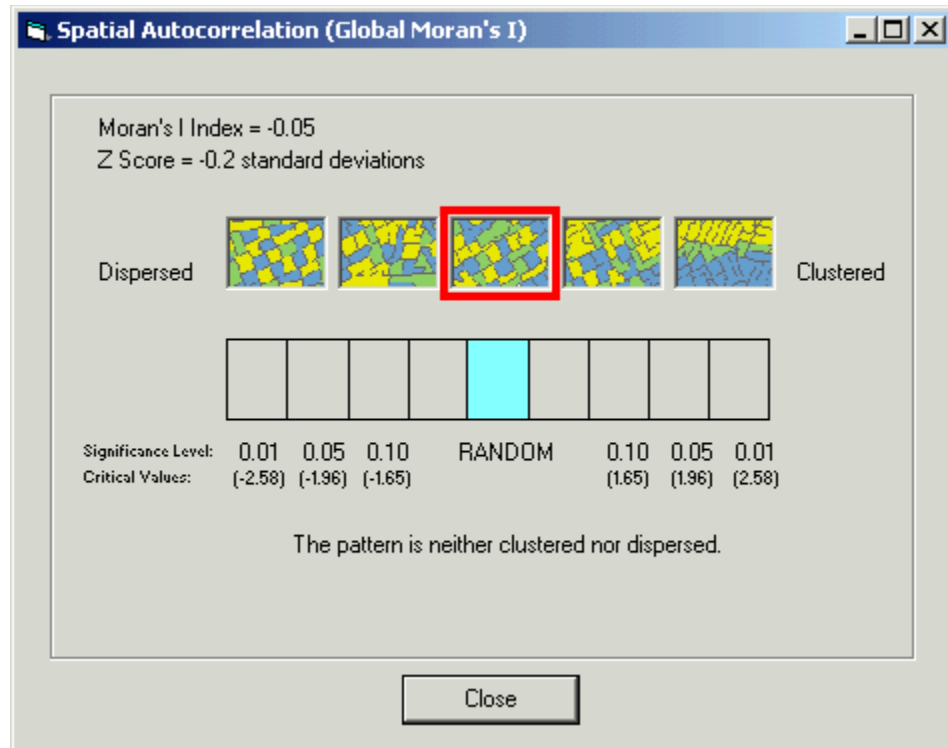 Spatial Autocorrelation (Global Moran's I)
Moran's I Index = -0.05
Z Score = -0.2 standard deviations
Dispersed
Clustered
Significance Level: 0.01 0.05 0.10 RANDOM 0.10 0.05 0.01
Critical Values: (-2.58) (-1.96) (-1.65) (1.65) (1.96) (2.58)
The pattern is neither clustered nor dispersed.
Close